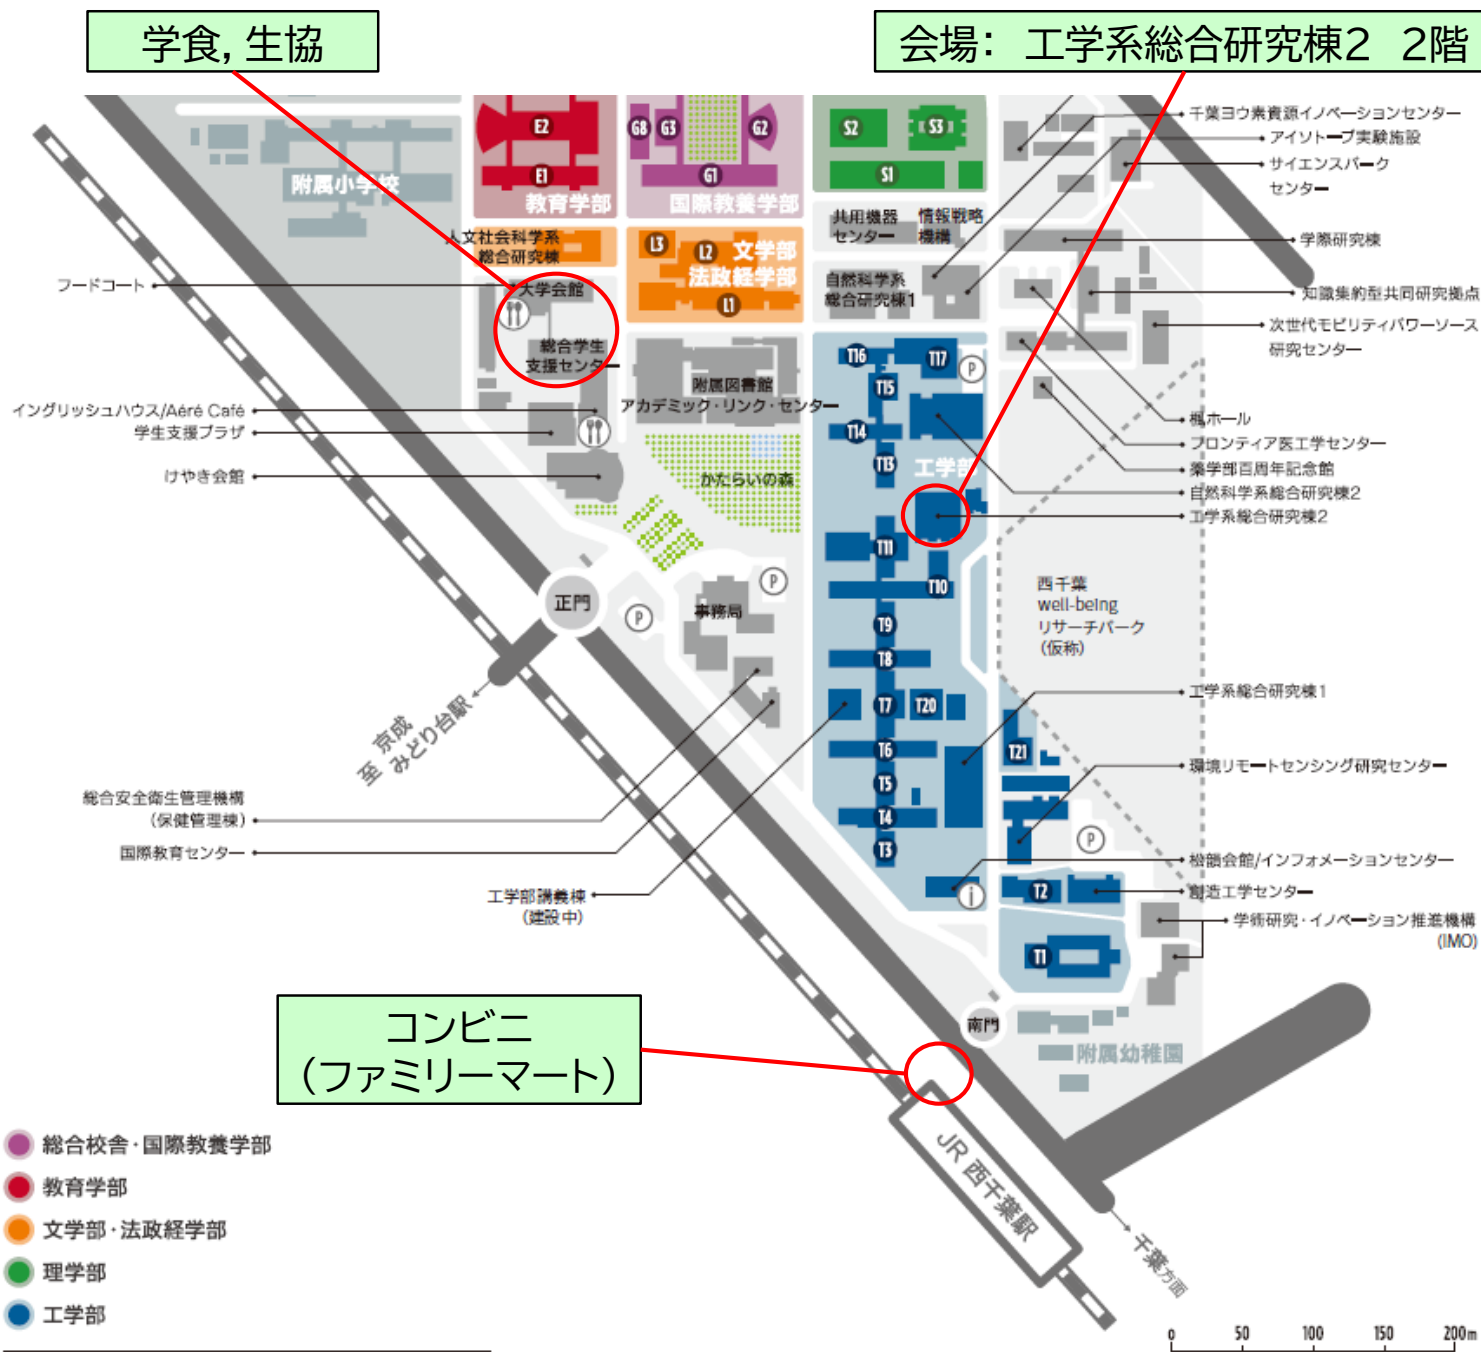 学食, 生協
会場： 工学系総合研究棟2　2階
千葉ヨウ素資源イノベーションセンター
アイソトープ実験施設
サイエンスパーク
センター
E2
G8
G3
G2
S2
S3
E1
G1
S1
附属小学校
教育学部
国際教養学部
共用機器
センター
情報戦略
機構
学際研究棟
人文社会科学系
総合研究棟
L3
L2
文学部
法政経学部
L1
自然科学系
総合研究棟1
フードコート
大学会館
知識集約型共同研究拠点
次世代モビリティパワーソース
研究センター
総合学生
支援センター
附属図書館
アカデミック・リンク・センター
T16
T17
P
T15
T14
T13
イングリッシュハウス/Aéré Café
学生支援プラザ
けやき会館
かたらいの森
工学部
楓ホール
フロンティア医工学センター
薬学部百周年記念館
自然科学系総合研究棟2
工学系総合研究棟2
T11
T10
正門
P
P
事務局
西千葉
well-being
リサーチパーク
（仮称）
T9
T8
T7
T20
T6
T5
T4
T3
工学系総合研究棟1
T21
環境リモートセンシング研究センター
至 京成
みどり台駅
総合安全衛生管理機構
（保健管理棟）
国際教育センター
工学部講義棟
（建設中）
P
松韻会館/インフォメーションセンター
i
T2
創造工学センター
学術研究・イノベーション推進機構
(IMO)
T1
南門
附属幼稚園
コンビニ
（ファミリーマート）
JR 西千葉駅
千葉方面
総合校舎・国際教養学部
教育学部
文学部・法政経学部
理学部
工学部
0 50 100 150 200m